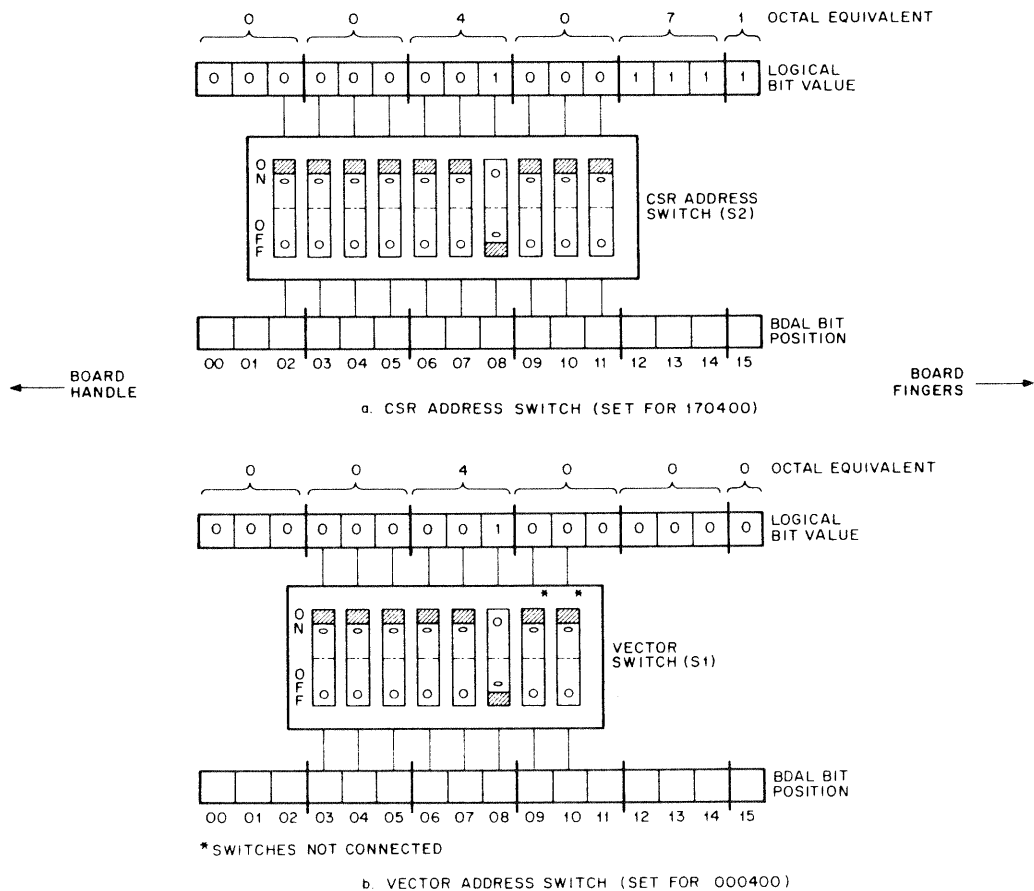 0 0 4 0 7 1 OCTAL EQUIVALENT
0 0 0 0 0 0 0 0 1 0 0 0 1 1 1 1 LOGICAL
BIT VALUE
ON
OFF
CSR ADDRESS
SWITCH (S2)
BDAL BIT
POSITION
00 01 02 03 04 05 06 07 08 09 10 11 12 13 14 15
BOARD
HANDLE
BOARD
FINGERS
a. CSR ADDRESS SWITCH (SET FOR 170400)
0 0 4 0 0 0 OCTAL EQUIVALENT
0 0 0 0 0 0 0 0 1 0 0 0 0 0 0 0 LOGICAL
BIT VALUE
* *
ON
OFF
VECTOR
SWITCH (S1)
BDAL BIT
POSITION
00 01 02 03 04 05 06 07 08 09 10 11 12 13 14 15
*SWITCHES NOT CONNECTED
b. VECTOR ADDRESS SWITCH (SET FOR 000400)